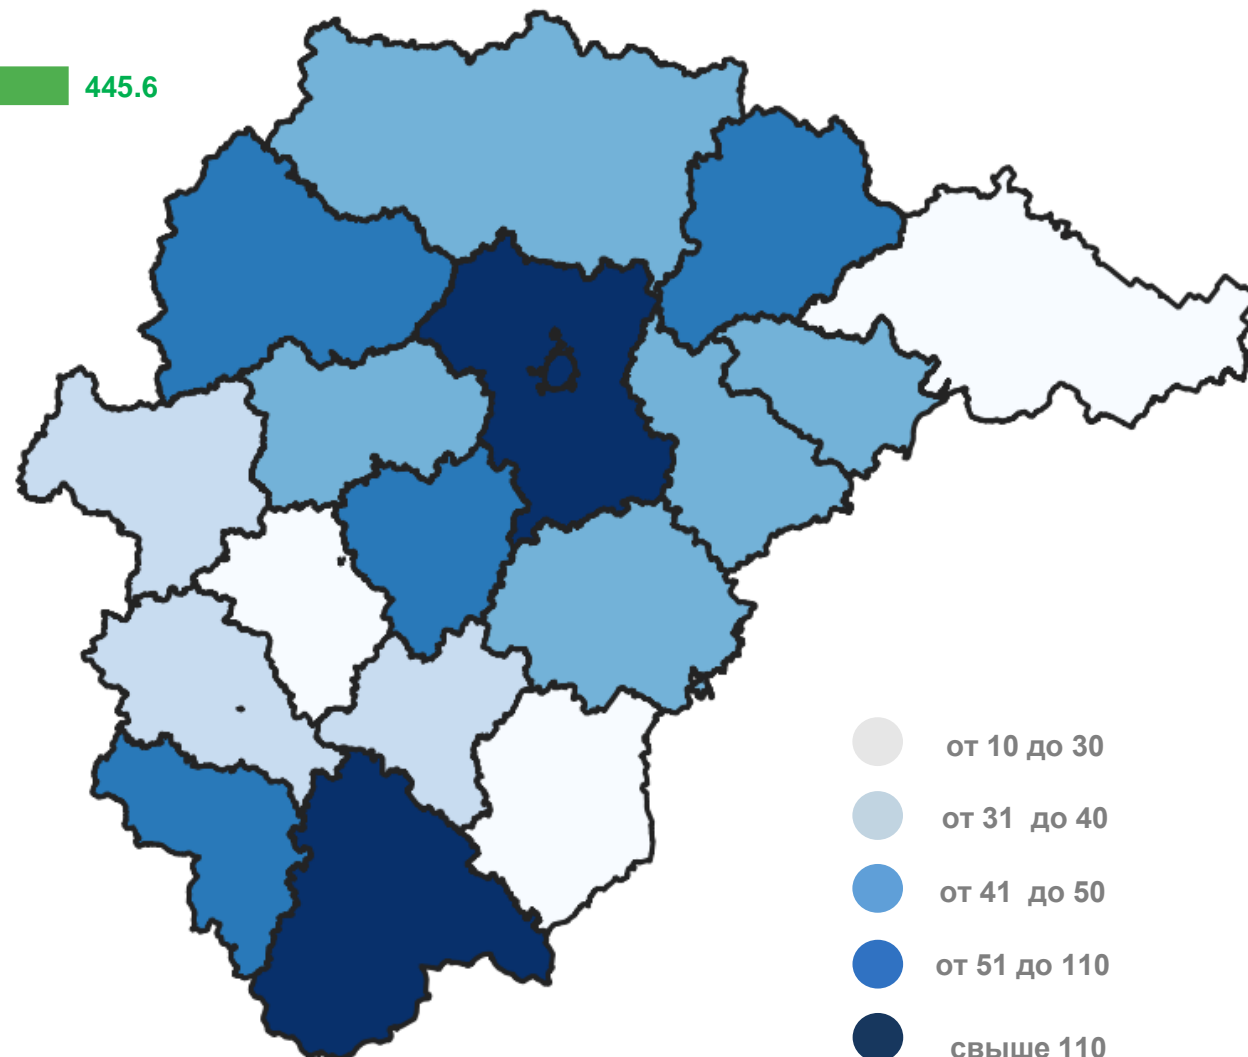 445.6
от 10 до 30
от 31 до 40
от 41 до 50
от 51 до 110
свыше 110